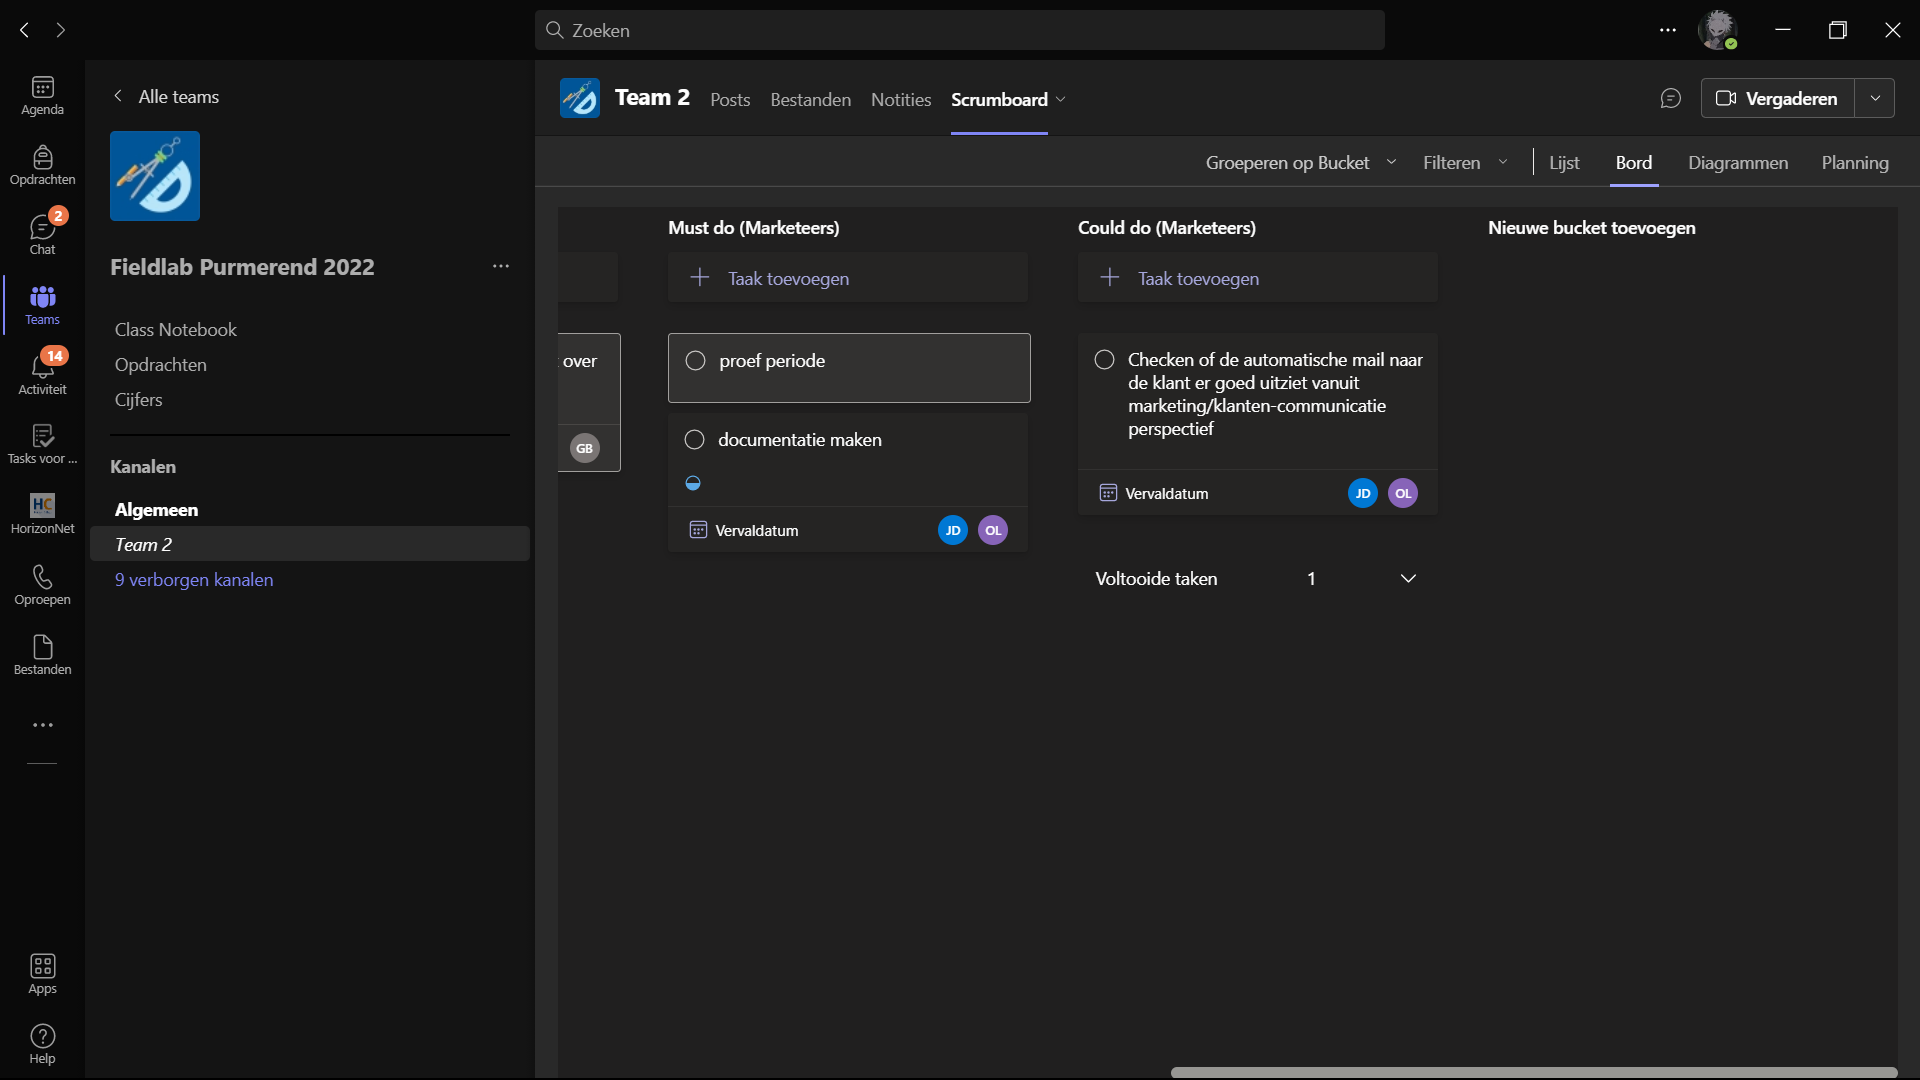 Zoeken
Agenda
Opdrachten
2
Chat
Teams
14
Activiteit
Tasks voor ...
HC
HorizonNet
Oproepen
Bestanden
Apps
Help
Alle teams
Fieldlab Purmerend 2022
Class Notebook
Opdrachten
Cijfers
Kanalen
Algemeen
Team 2
9 verborgen kanalen
Team 2 Posts Bestanden Notities Scrumboard
Vergaderen
Groeperen op Bucket Filteren Lijst Bord Diagrammen Planning
over
GB
Must do (Marketeers)
Taak toevoegen
proef periode
documentatie maken
Vervaldatum JD OL
Could do (Marketeers)
Taak toevoegen
Checken of de automatische mail naar
de klant er goed uitziet vanuit
marketing/klanten-communicatie
perspectief
Vervaldatum JD OL
Voltooide taken 1
Nieuwe bucket toevoegen